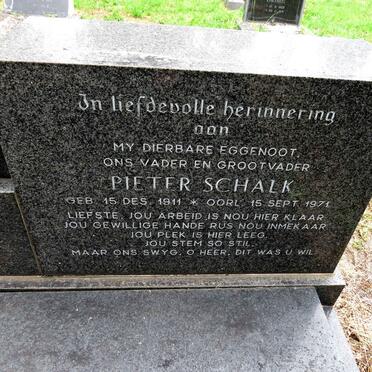 In liefdevolle herinnering
aan
MY DIERBARE EGGENOOT,
ONS VADER EN GROOTVADER
PIETER SCHALK
GEB. 15 DES. 1911 * OORL. 15 SEPT. 1971
LIEFSTE, JOU ARBEID IS NOU HIER KLAAR
JOU GEWILLIGE HANDE RUS NOU INMEKAAR
JOU PLEK IS HIER LEEG,
JOU STEM SO STIL.
MAAR ONS SWYG, O HEER, DIT WAS U WIL.